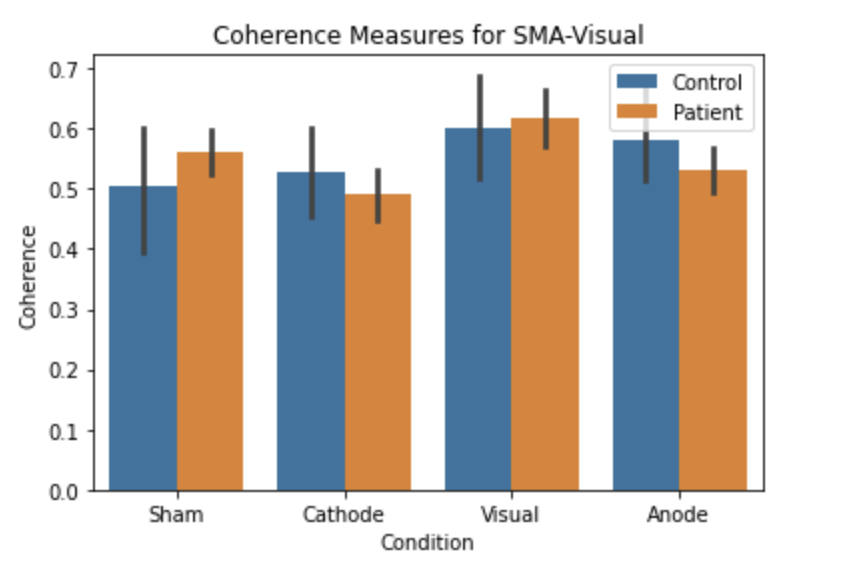 Coherence Measures for SMA-Visual
Control
Patient
0.7
0.6
0.5
0.4
0.3
0.2
0.1
0.0
Coherence
Sham Cathode Visual Anode
Condition